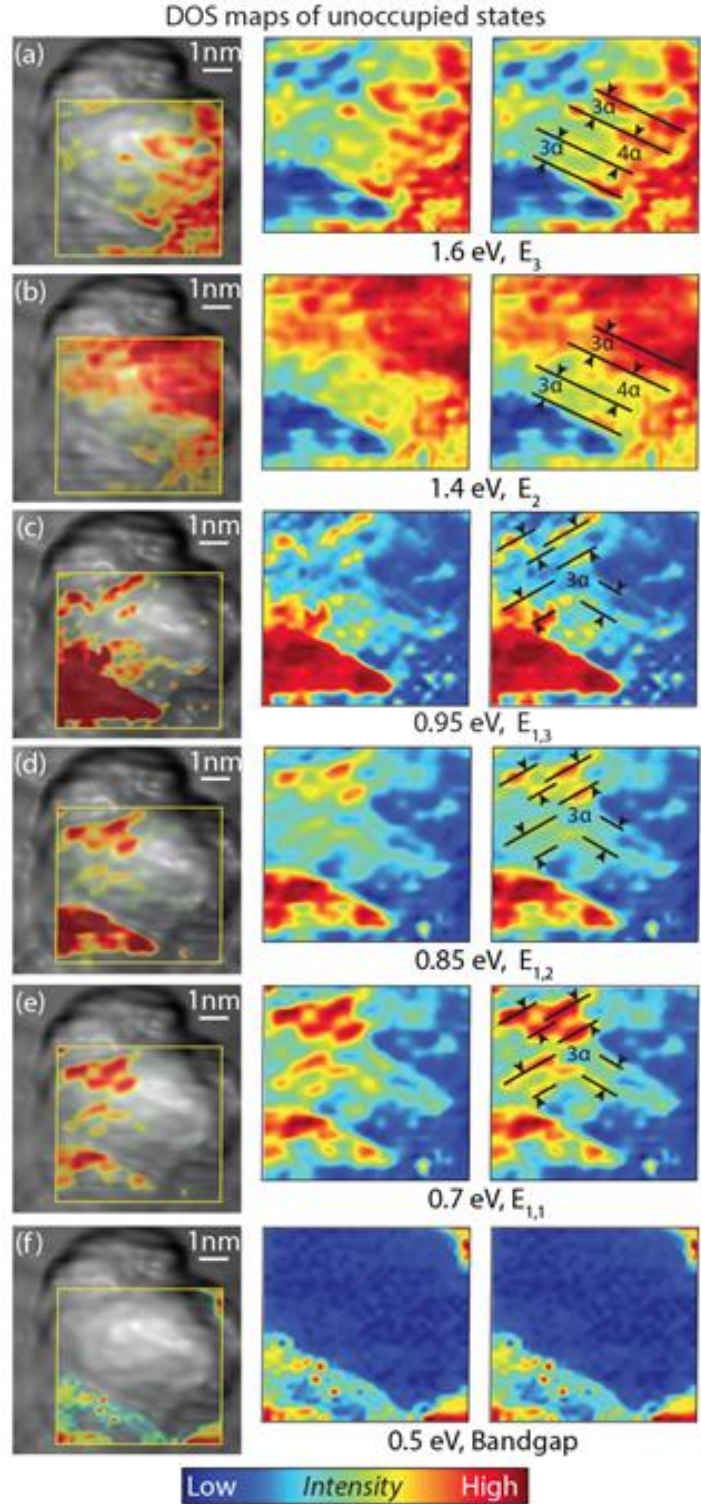 DOS maps of unoccupied states
(a) 1nm
3a
3a 4a
1.6 eV, E3
(b) 1nm
3a
3a 4a
1.4 eV, E2
(c) 1nm
3a
0.95 eV, E1,3
(d) 1nm
3a
0.85 eV, E1,2
(e) 1nm
3a
0.7 eV, E1,1
(f) 1nm
0.5 eV, Bandgap
Low Intensity High